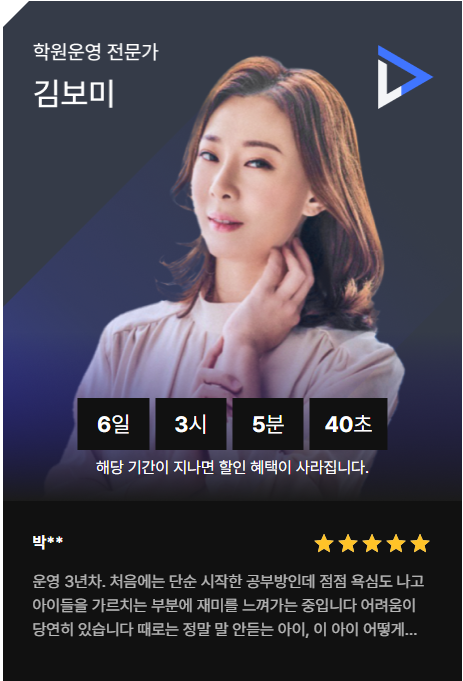 학원운영 전문가
김보미
6일 3시 5분 40초
해당 기간이 지나면 할인 혜택이 사라집니다.
박**
운영 3년차. 처음에는 단순 시작한 공부방인데 점점 욕심도 나고
아이들을 가르치는 부분에 재미를 느껴가는 중입니다 어려움이
당연히 있습니다 때로는 정말 말 안듣는 아이, 이 아이 어떻게...